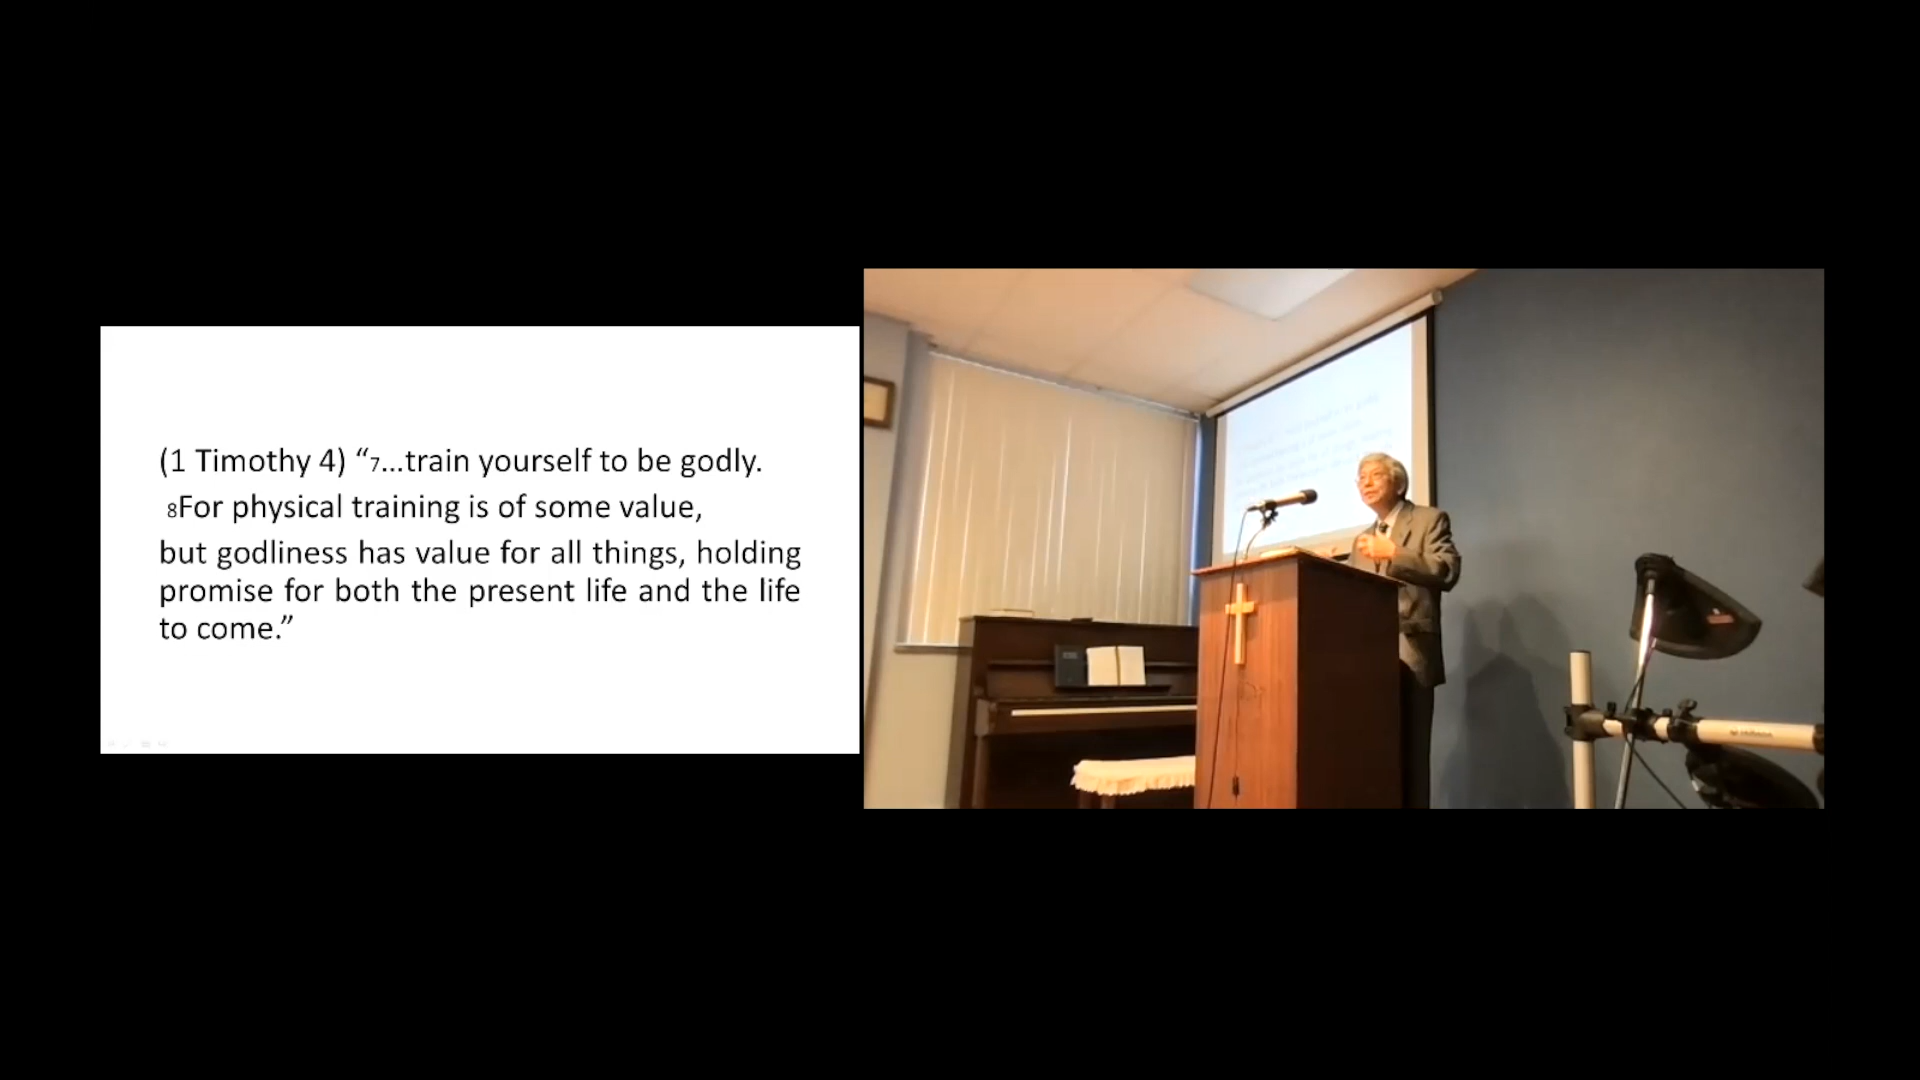 (1 Timothy 4) “7...train yourself to be godly.
8For physical training is of some value,
but godliness has value for all things, holding
promise for both the present life and the life
to come.”